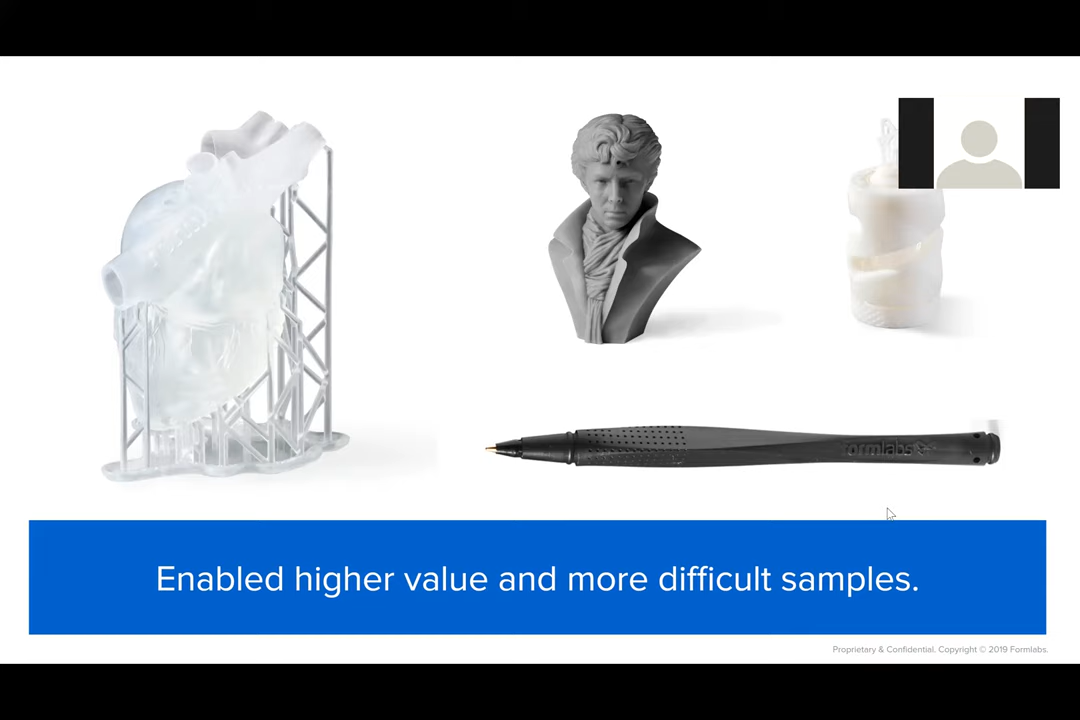 formlabs
Enabled higher value and more difficult samples.
Proprietary & Confidential. Copyright © 2019 Formlabs.